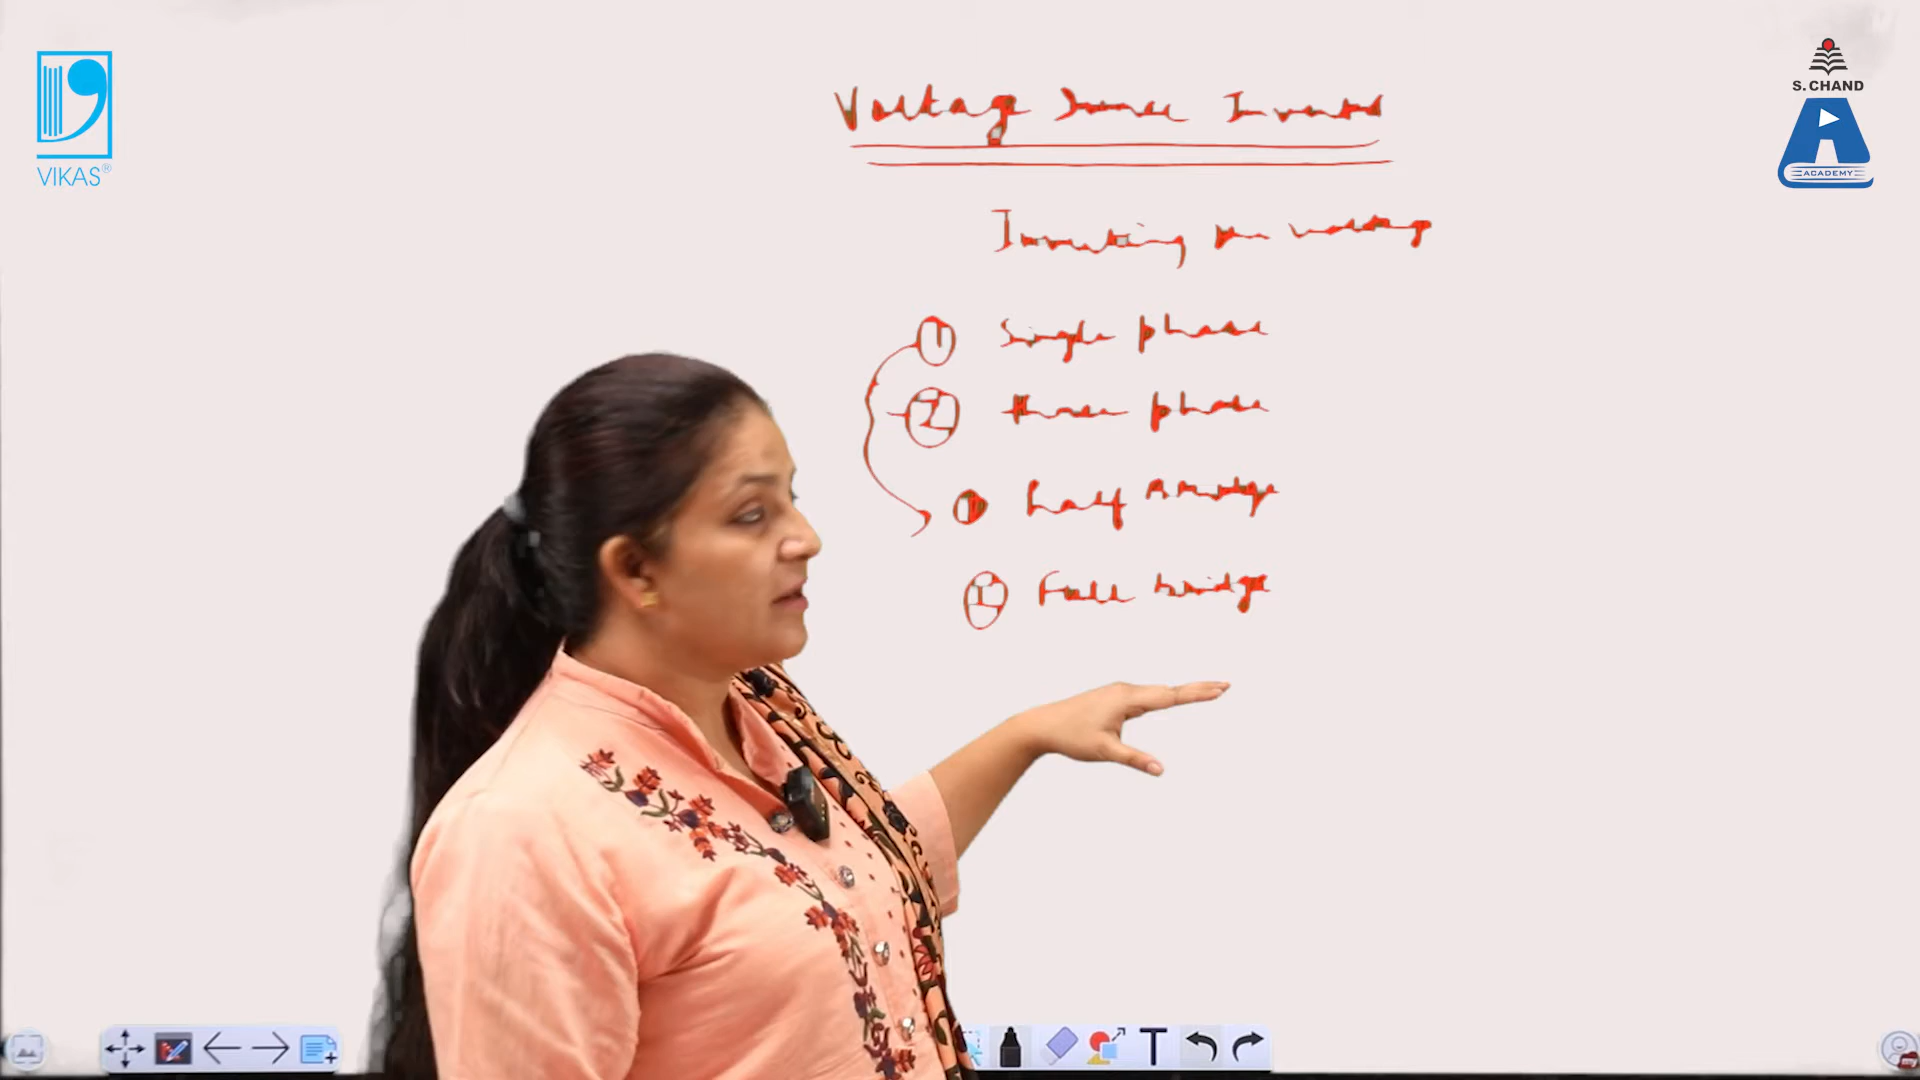 VIKAS®
S. CHAND
ACADEMY
Voltage Source Inverter
Inverting the voltage
① Single phase
② three phase
① half Bridge
② Full bridge
T